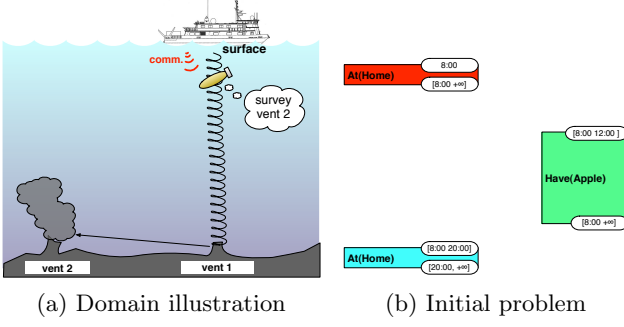 surface
comm.
survey
vent 2
vent 2
vent 1
(a) Domain illustration
8:00
At(Home)
[8:00 +∞]
[8:00 12:00 ]
Have(Apple)
[8:00 +∞]
[8:00 20:00]
At(Home)
[20:00, +∞]
(b) Initial problem